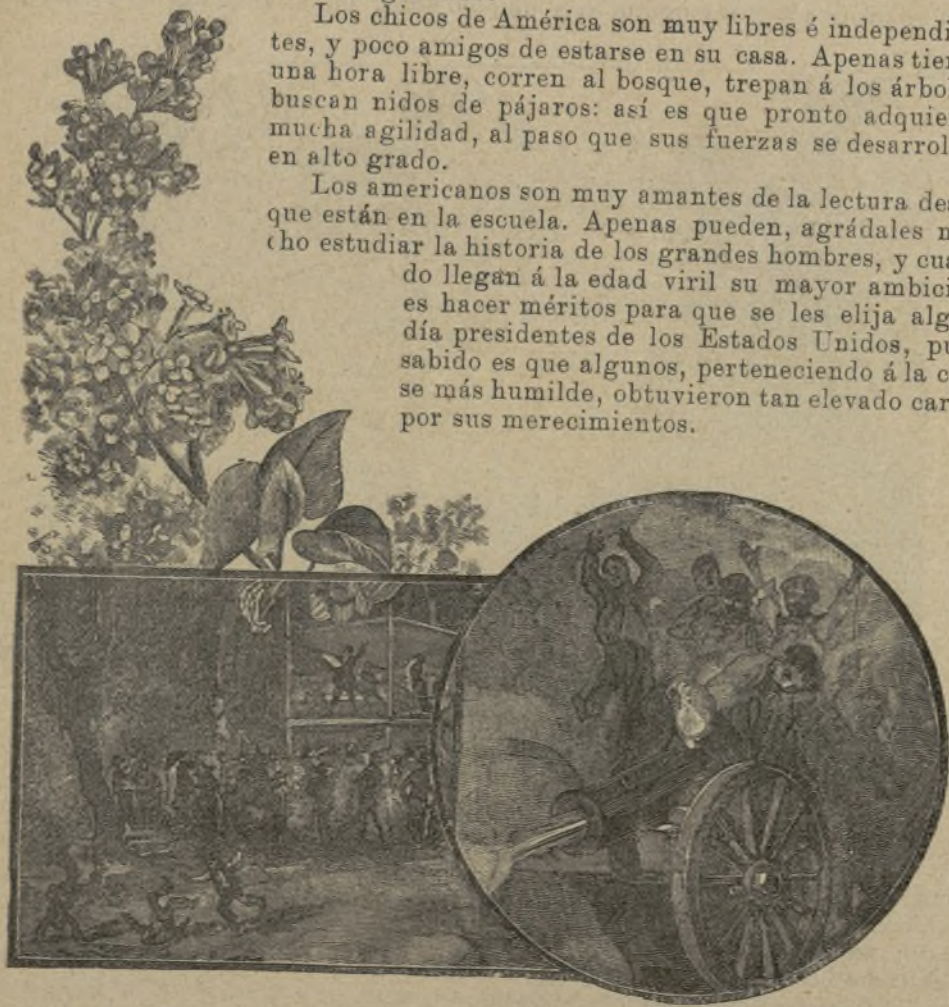 Los chicos de América son muy libres é independi
tes, y poco amigos de estarse en su casa. Apenas tie
una hora libre, corren al bosque, trepan á los árbo
buscan nidos de pájaros: así es que pronto adquie
mucha agilidad, al paso que sus fuerzas se desarrol
en alto grado.
Los americanos son muy amantes de la lectura de
que están en la escuela. Apenas pueden, agrádales
cho estudiar la historia de los grandes hombres, y cua
do llegan á la edad viril su mayor ambici
es hacer méritos para que se les elija alg
día presidentes de los Estados Unidos, pu
sabido es que algunos, perteneciendo á la c
se más humilde, obtuvieron tan elevado car
por sus merecimientos.